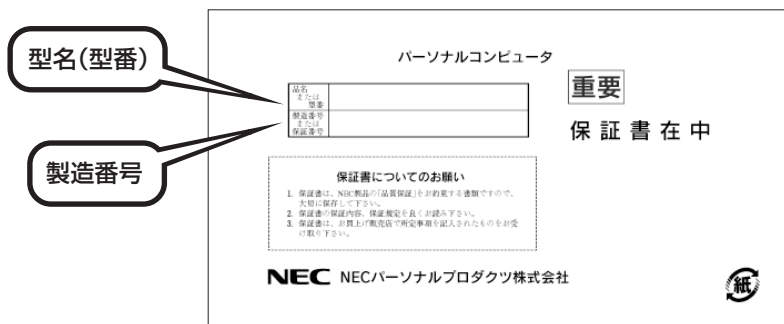 型名(型番)
製造番号
パーソナルコンピュータ
品名
または
型番
製造番号
または
保証番号
重要
保証書在中
保証書についてのお願い
1. 保証書は、NEC製品の「品質保証」をお約束する書類ですので、
大切に保存して下さい。
2. 保証書の保証内容、保証規定を良くお読み下さい。
3. 保証書は、お買上げ販売店で所定事項を記入されたものをお受
け取り下さい。
NEC NECパーソナルプロダクツ株式会社
紙